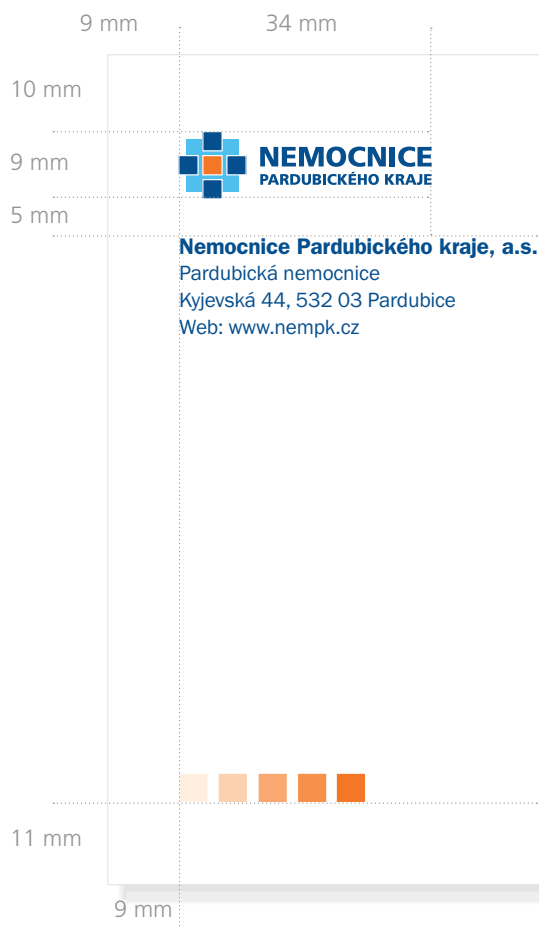 9 mm 34 mm
10 mm
9 mm
NEMOCNICE
PARDUBICKÉHO KRAJE
5 mm
Nemocnice Pardubického kraje, a.s.
Pardubická nemocnice
Kyjevská 44, 532 03 Pardubice
Web: www.nempk.cz
11 mm
9 mm